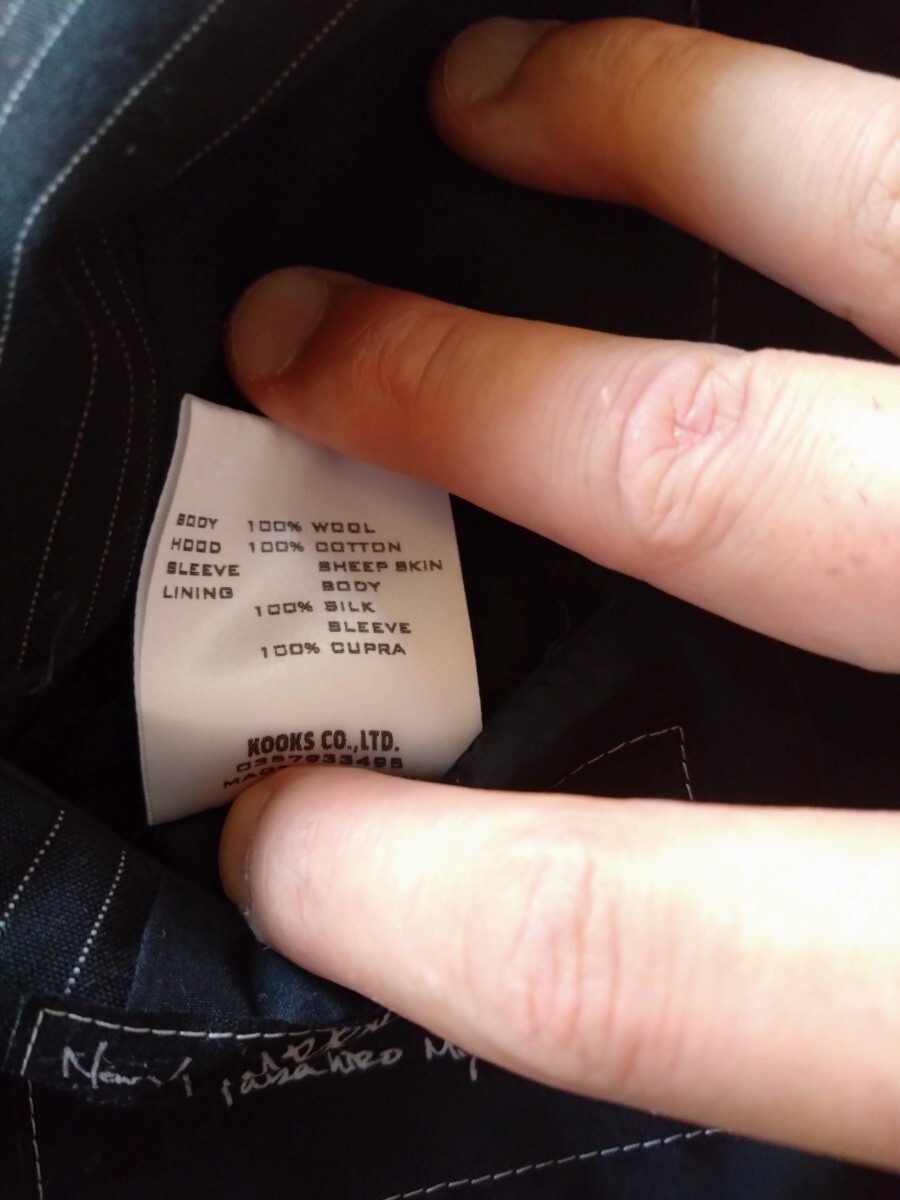 BODY 100% WOOL
HOOD 100% COTTON
SLEEVE SHEEP SKIN
LINING BODY
100% SILK
SLEEVE
100% CUPRA
KOOKS CO.,LTD.
0357933495